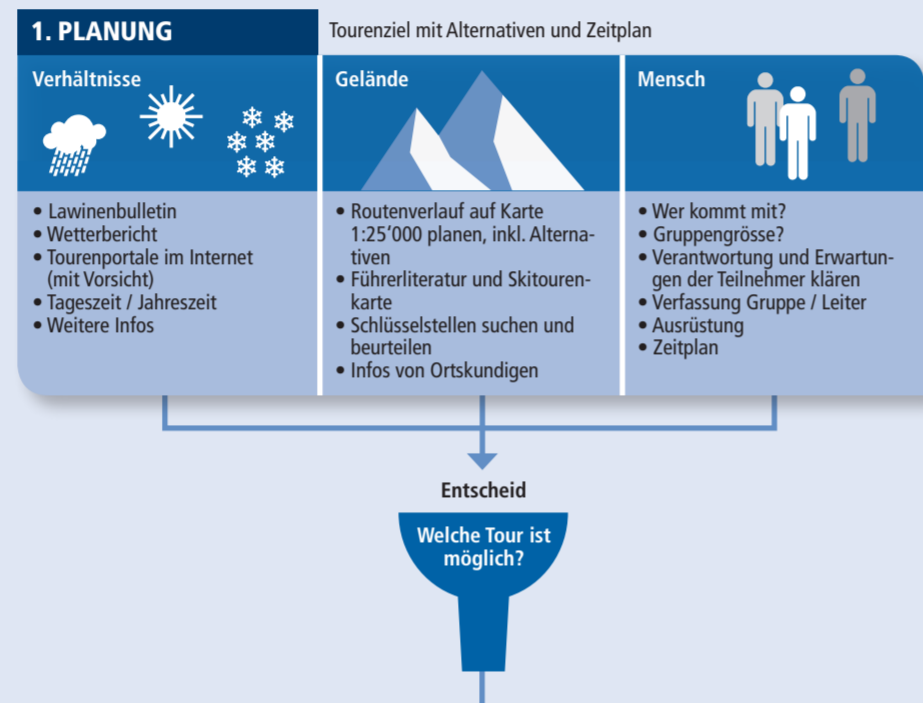 1. PLANUNG
Tourenziel mit Alternativen und Zeitplan
Verhältnisse
• Lawinenbulletin
• Wetterbericht
• Tourenportale im Internet
(mit Vorsicht)
• Tageszeit / Jahreszeit
• Weitere Infos
Gelände
• Routenverlauf auf Karte
1:25‘000 planen, inkl. Alterna-
tiven
• Führerliteratur und Skitouren-
karte
• Schlüsselstellen suchen und
beurteilen
• Infos von Ortskundigen
Mensch
• Wer kommt mit?
• Gruppengrösse?
• Verantwortung und Erwartun-
gen der Teilnehmer klären
• Verfassung Gruppe / Leiter
• Ausrüstung
• Zeitplan
Entscheid
Welche Tour ist
möglich?